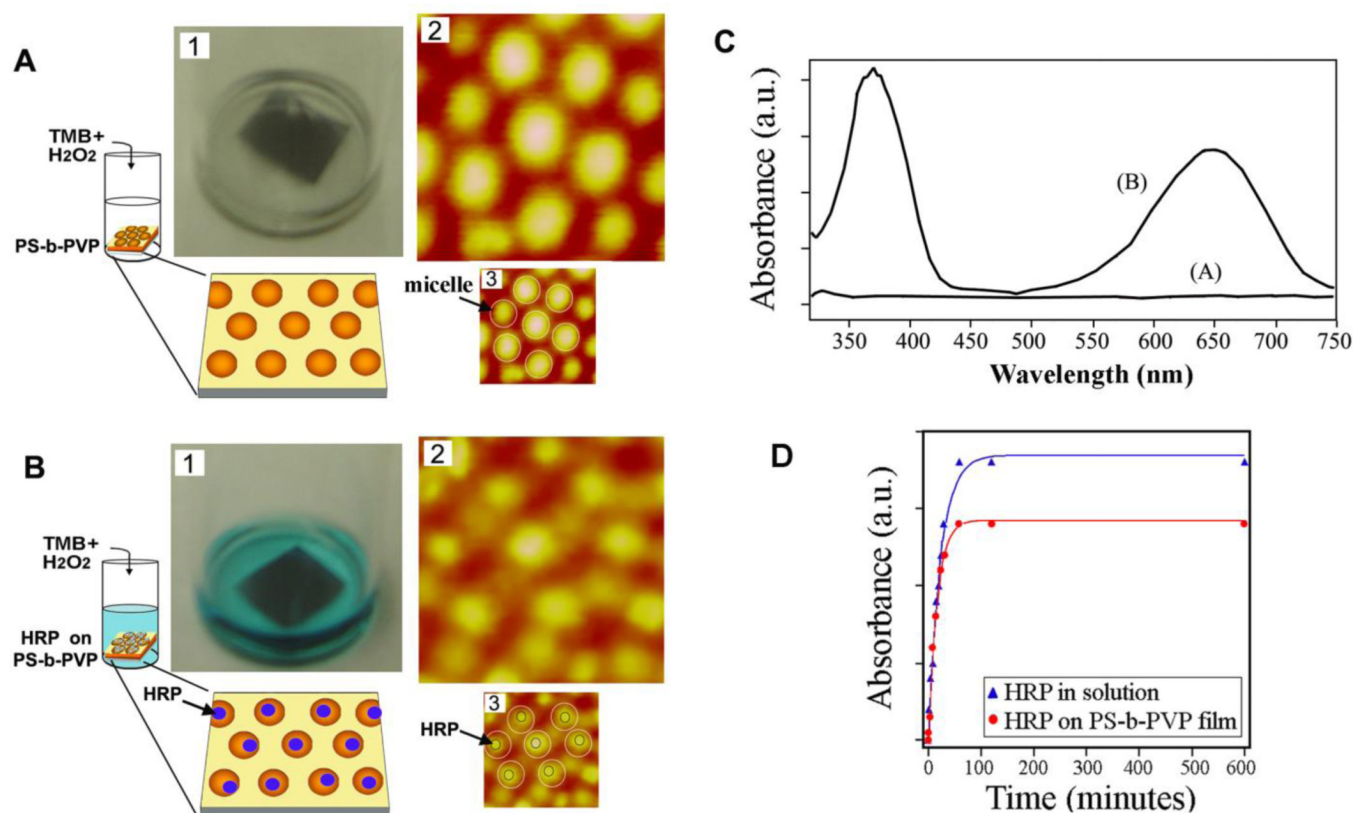 A
1
2
TMB+
H2O2
PS-b-PVP
micelle
3
B
1
2
TMB+
H2O2
HRP on
PS-b-PVP
HRP
HRP
3
C
Absorbance (a.u.)
(B)
(A)
350 400 450 500 550 600 650 700 750
Wavelength (nm)
D
Absorbance (a.u.)
HRP in solution
HRP on PS-b-PVP film
0 100 200 300 400 500 600
Time (minutes)